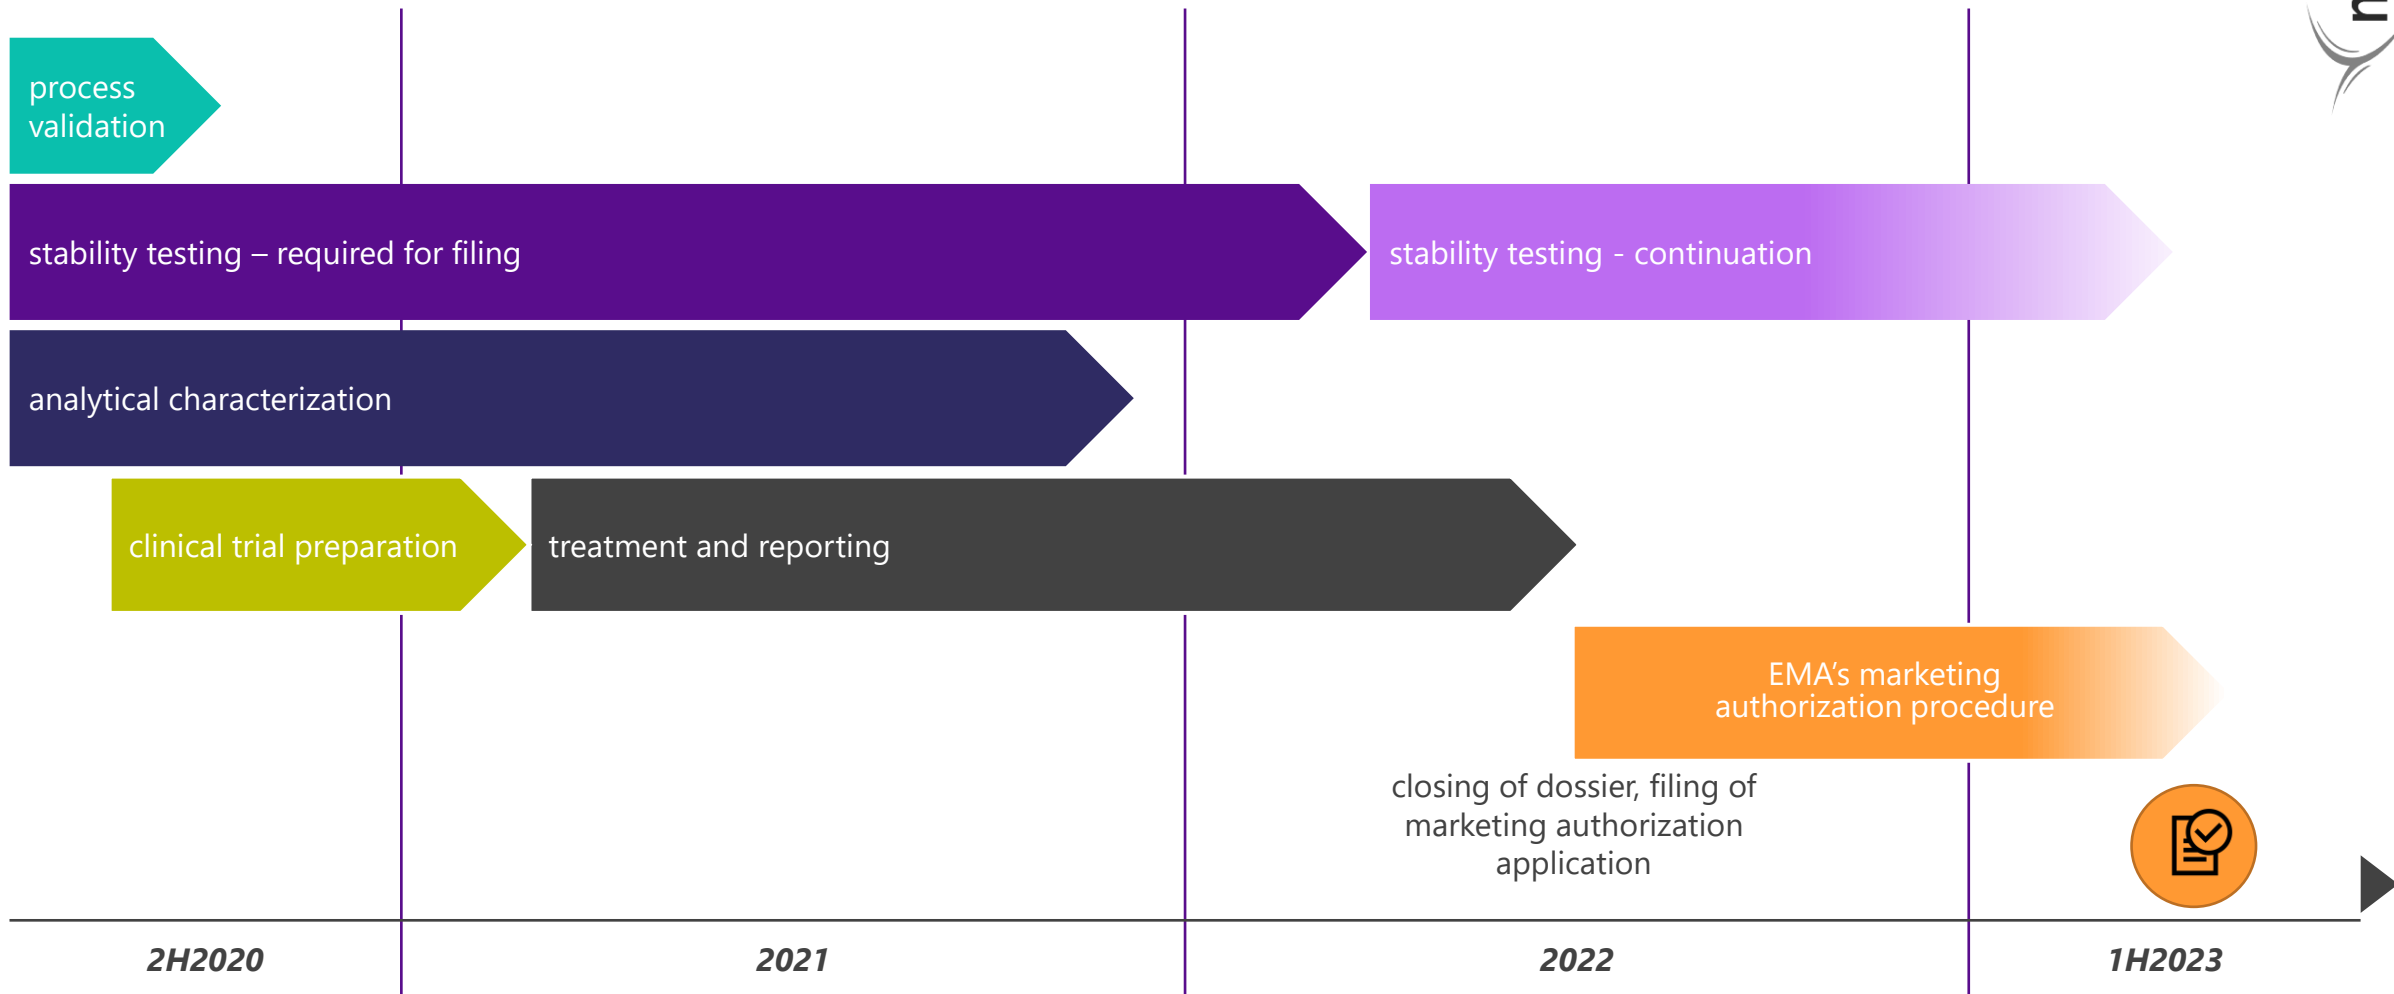 process
validation
stability testing – required for filing
stability testing - continuation
analytical characterization
clinical trial preparation
treatment and reporting
EMA's marketing
authorization procedure
closing of dossier, filing of
marketing authorization
application
2H2020
2021
2022
1H2023